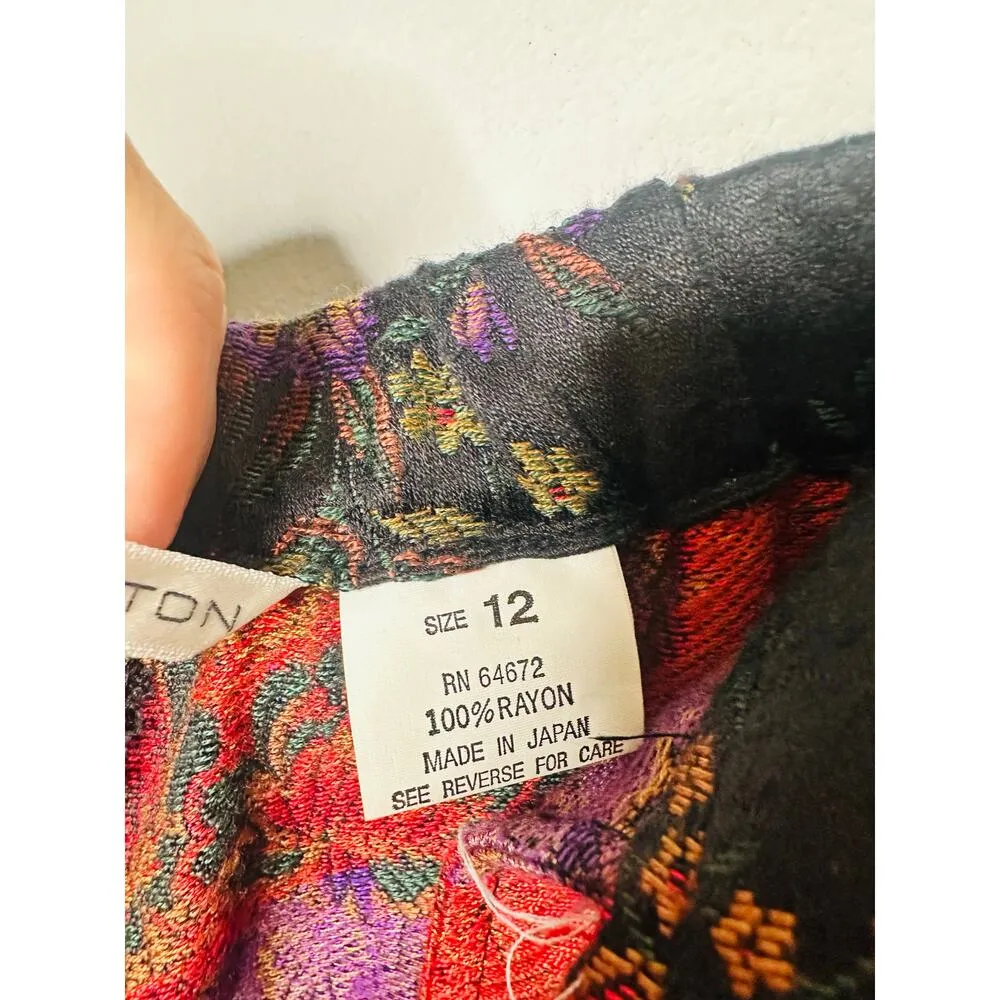 TON
SIZE 12
RN 64672
100% RAYON
MADE IN JAPAN
SEE REVERSE FOR CARE